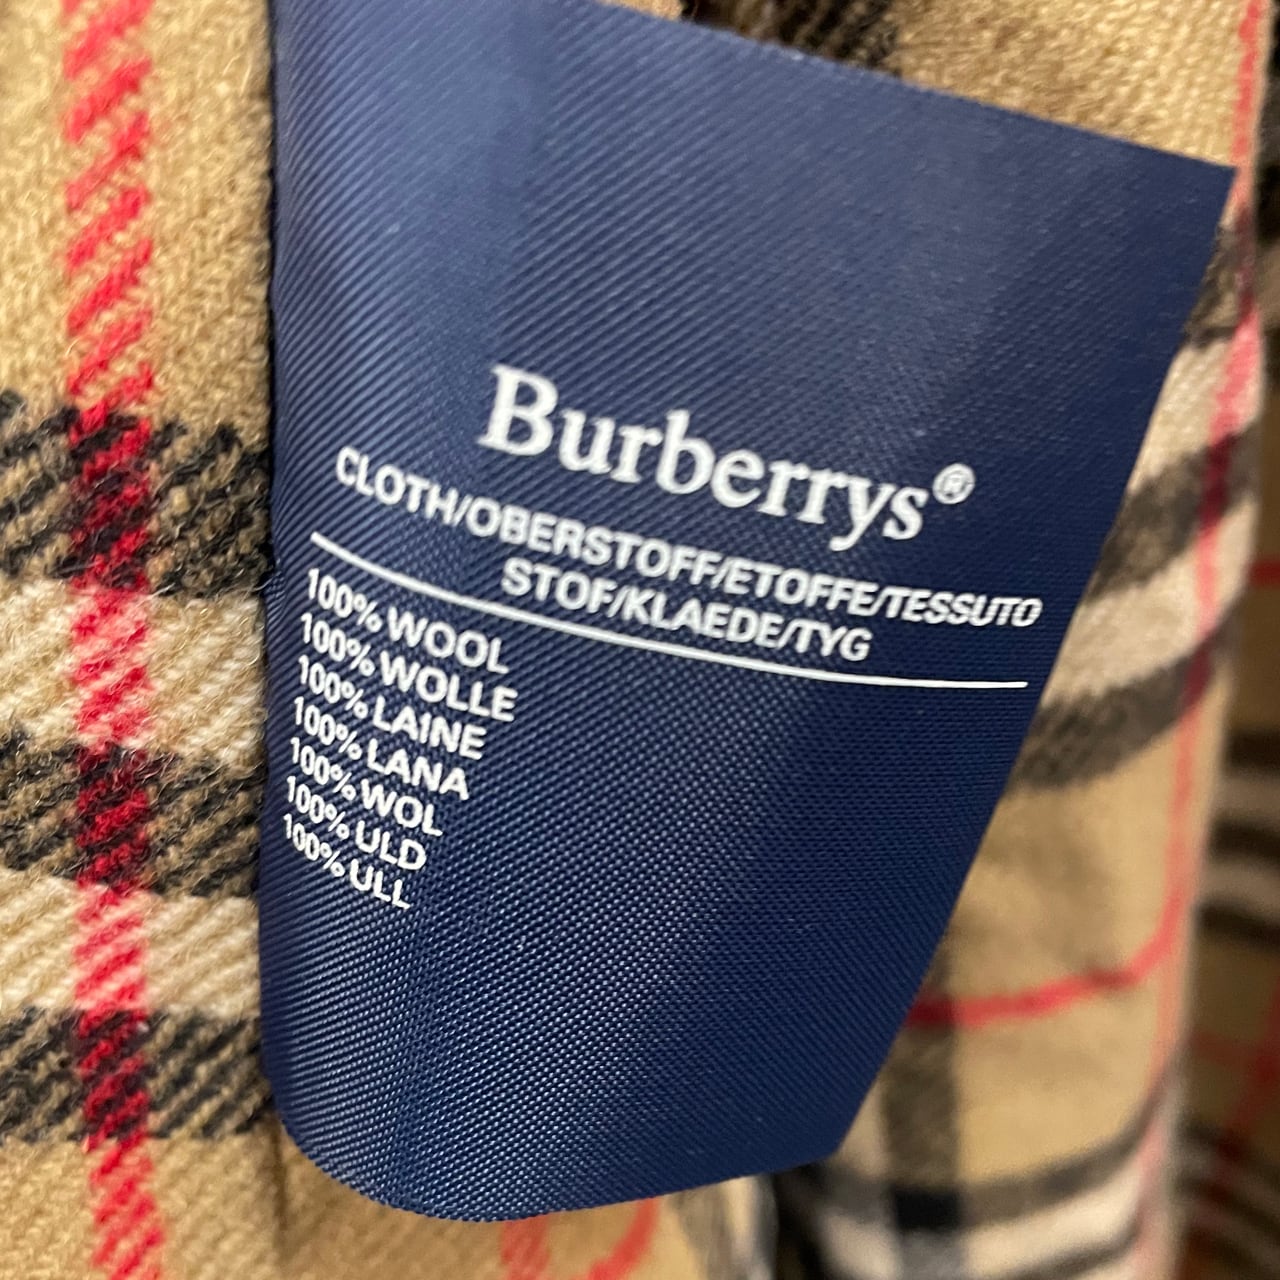 Burberrys®
CLOTH/OBERSTOFF/ETOFFE/TESSUTO
STOF/KLAEDE/TYG
100% WOOL
100% WOLLE
100% LAINE
100% LANA
100% WOL
100% ULD
100% ULL